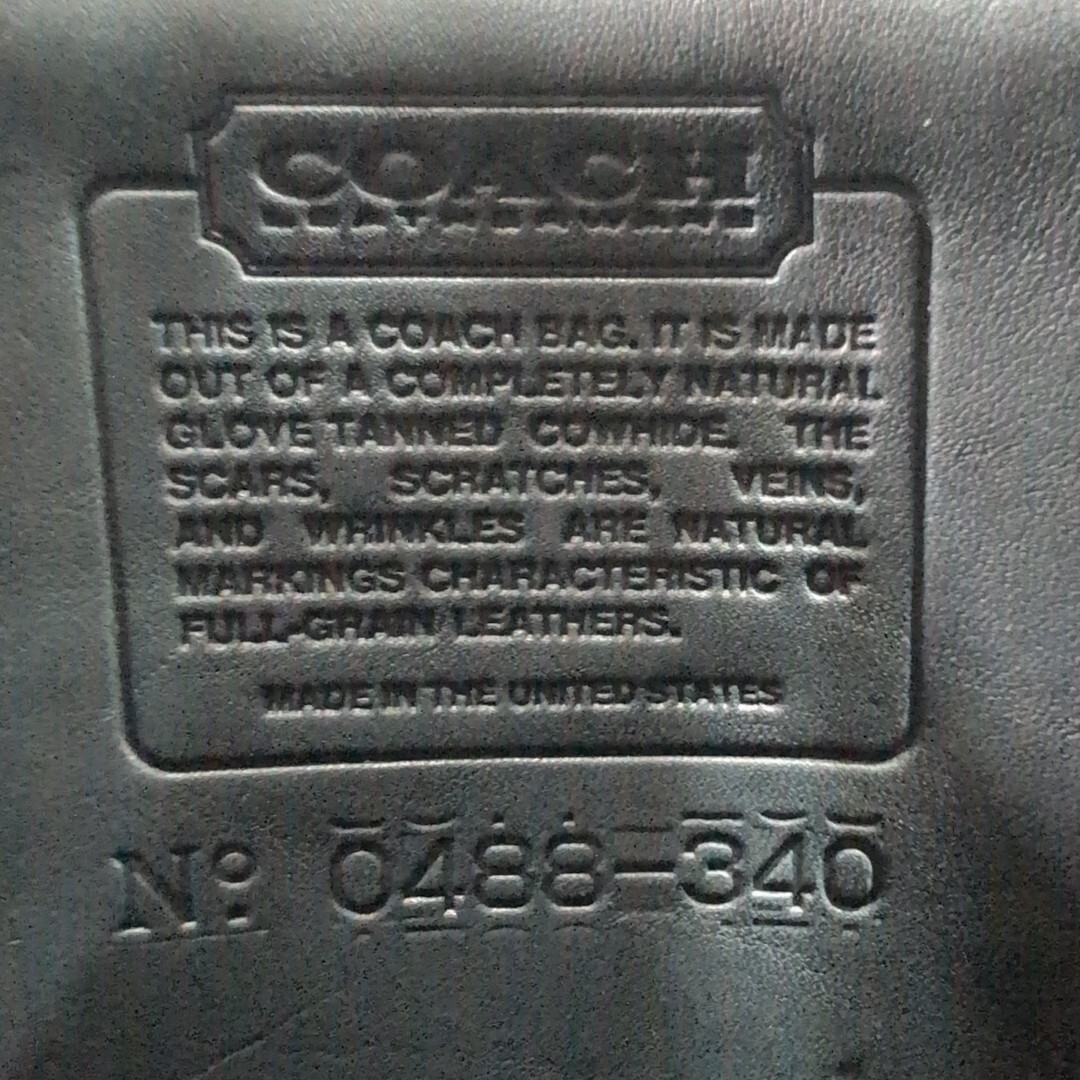 COACH
LEATHERWARE
THIS IS A COACH BAG. IT IS MADE
OUT OF A COMPLETELY NATURAL
GLOVE TANNED COWHIDE. THE
SCARS, SCRATCHES, VEINS,
AND WRINKLES ARE NATURAL
MARKINGS CHARACTERISTIC OF
FULL-GRAIN LEATHERS.
MADE IN THE UNITED STATES
Nº 0488-340